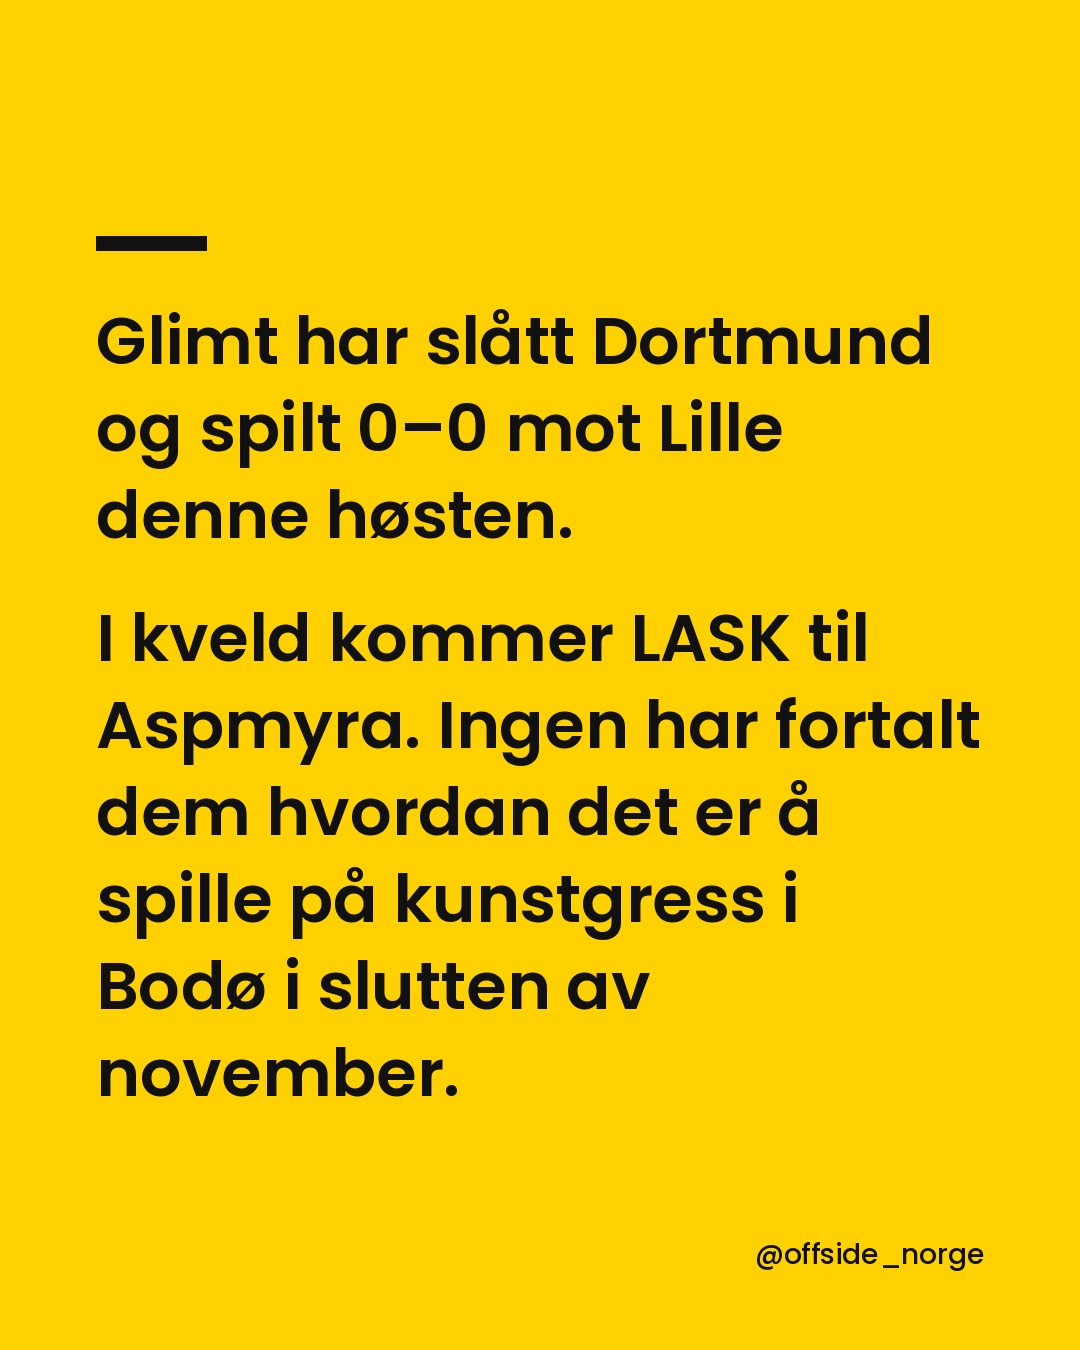 Glimt har slått Dortmund
og spilt 0–0 mot Lille
denne høsten.
I kveld kommer LASK til
Aspmyra. Ingen har fortalt
dem hvordan det er å
spille på kunstgress i
Bodø i slutten av
november.
@offside_norge